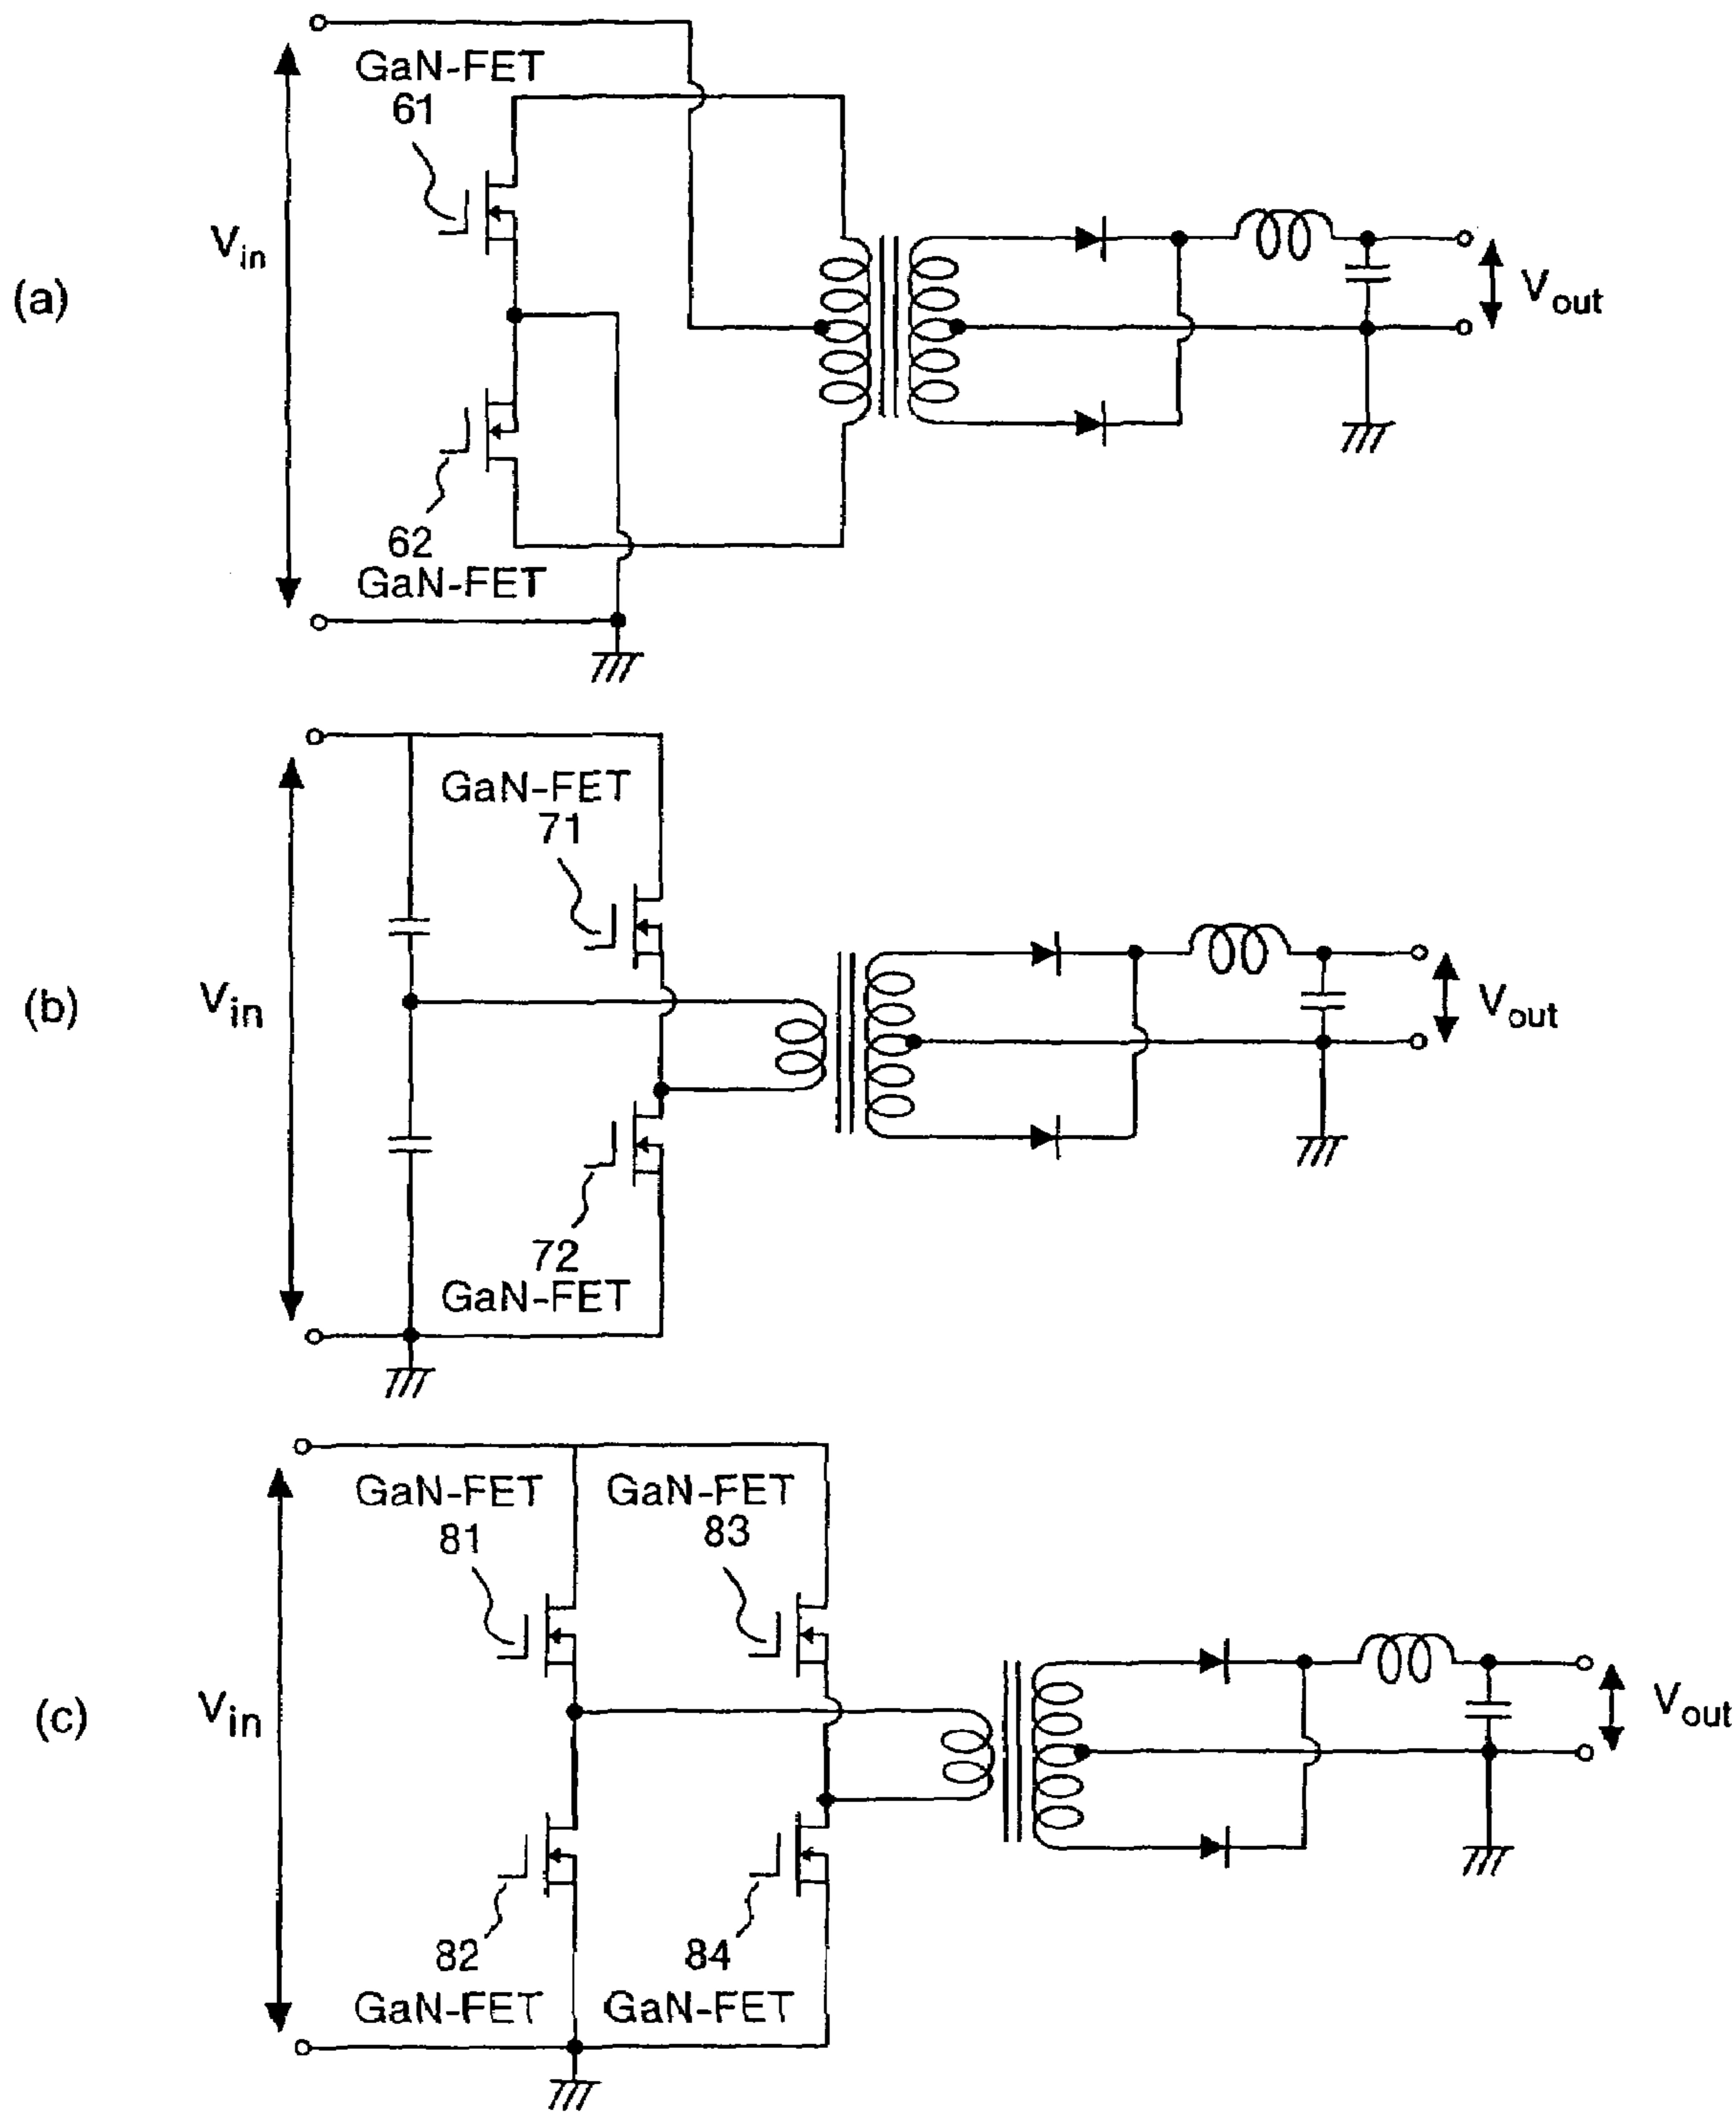 GaN-FET
61
Vin
(a)
Vout
62
GaN-FET
GaN-FET
71
(b)
Vin
Vout
72
GaN-FET
GaN-FET
81
GaN-FET
83
(c)
Vin
Vout
82
GaN-FET
84
GaN-FET